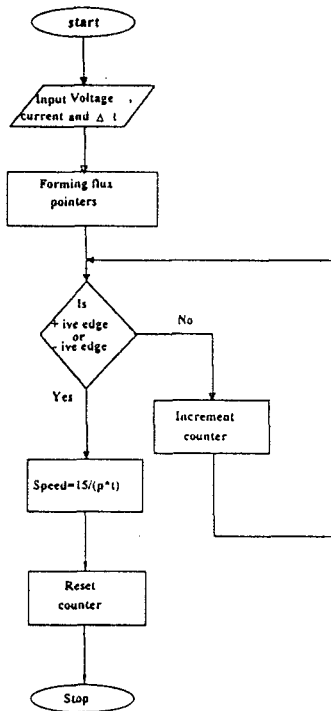 start
Input Voltage ,
current and Δ t
Forming flux
pointers
Is
+ ive edge
or
- ive edge
No
Yes
Increment
counter
Speed=15/(p*t)
Reset
counter
Stop